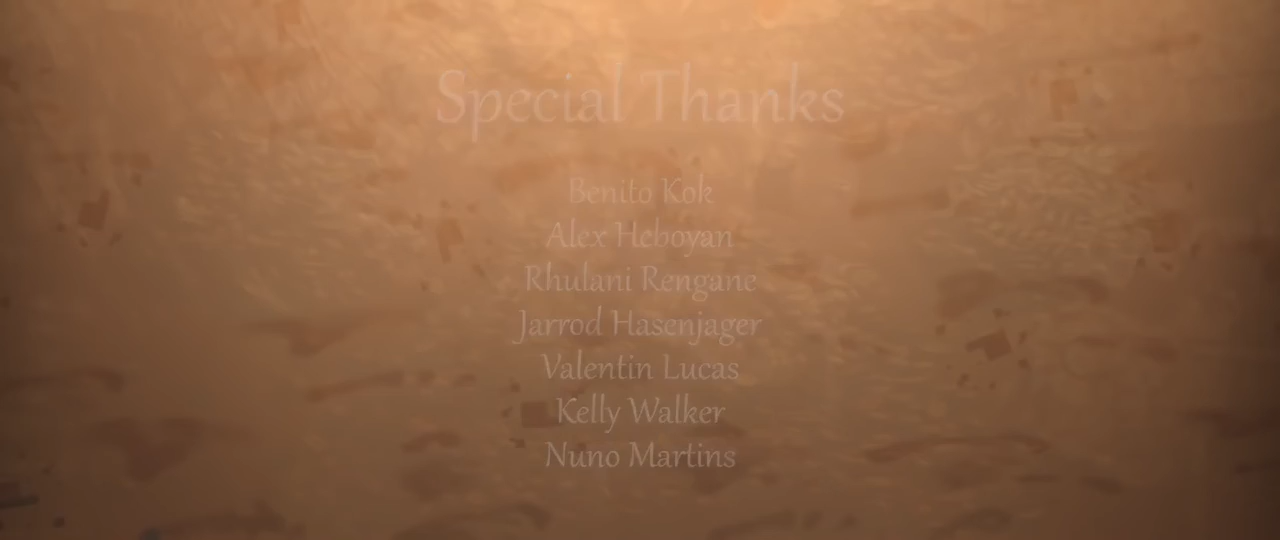 Special Thanks
Benito Kok
Alex Heboyan
Rhulani Rengane
Jarrod Hasenjager
Valentin Lucas
Kelly Walker
Nuno Martins